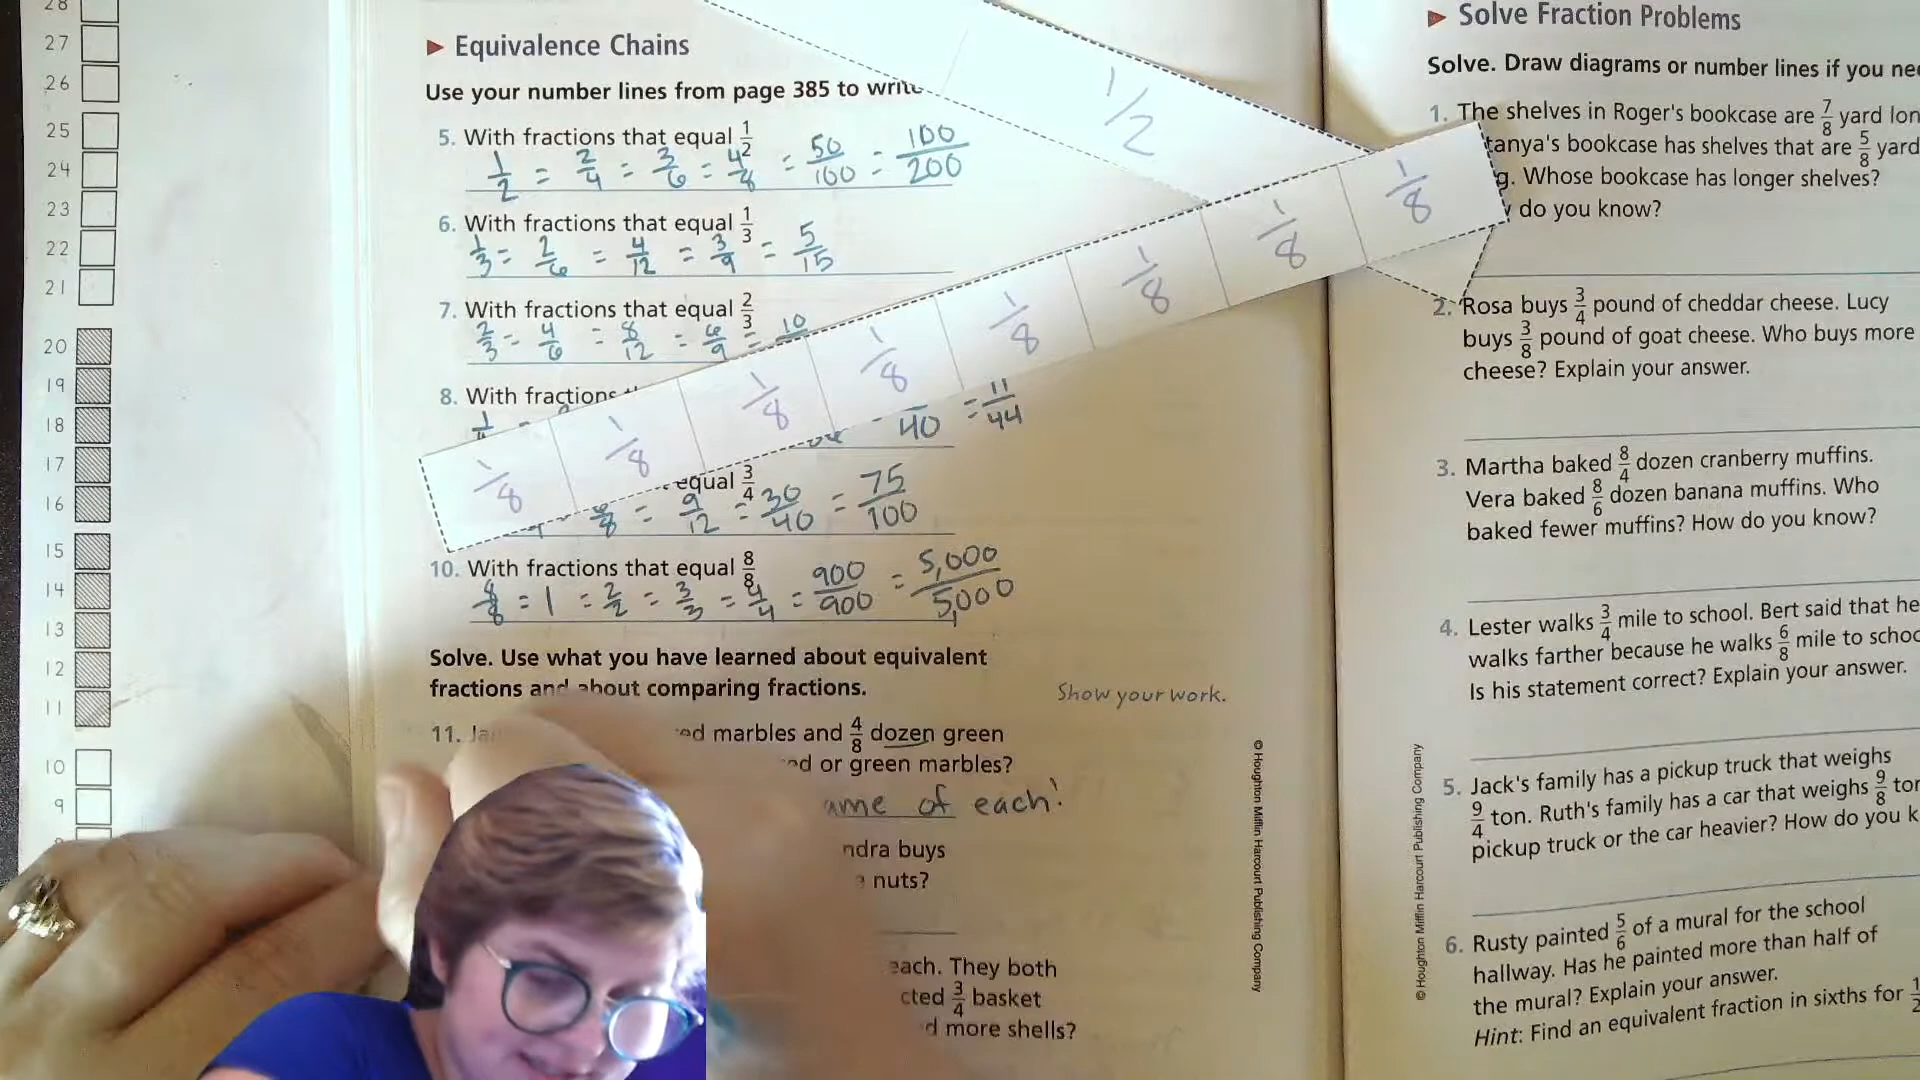 28
27
26
25
24
23
22
21
20
19
18
17
16
15
14
13
12
11
10
9
► Equivalence Chains
Use your number lines from page 385 to write
5. With fractions that equal 1/2
1/2 = 2/4 = 3/6 = 4/8 = 50/100 = 100/200
6. With fractions that equal 1/3
1/3 = 2/6 = 4/12 = 3/9 = 5/15
7. With fractions that equal 2/3
2/3 = 4/6 = 8/12 = 6/9 = 10
8. With fractions
40 = 11/44
equal 3/4
6/8 = 9/12 = 30/40 = 75/100
10. With fractions that equal 8/8
8/8 = 1 = 2/2 = 3/3 = 4/4 = 900/900 = 5,000/5,000
Solve. Use what you have learned about equivalent
fractions and about comparing fractions.
Show your work.
11. marbles and 4/8 dozen green
or green marbles?
of each!
buys
nuts?
each. They both
3/4 basket
more shells?
© Houghton Mifflin Harcourt Publishing Company
1/2
1/8 1/8 1/8 1/8 1/8 1/8 1/8 1/8
► Solve Fraction Problems
Solve. Draw diagrams or number lines if you
1. The shelves in Roger's bookcase are 7/8 yard
tanya's bookcase has shelves that are 5/8 yard
Whose bookcase has longer shelves?
do you know?
2. Rosa buys 3/4 pound of cheddar cheese. Lucy
buys 3/8 pound of goat cheese. Who buys more
cheese? Explain your answer.
3. Martha baked 8/4 dozen cranberry muffins.
Vera baked 8/6 dozen banana muffins. Who
baked fewer muffins? How do you know?
4. Lester walks 3/4 mile to school. Bert said that he
walks farther because he walks 6/8 mile to
Is his statement correct? Explain your answer.
5. Jack's family has a pickup truck that weighs
9/4 ton. Ruth's family has a car that weighs 9/8
pickup truck or the car heavier? How do you
6. Rusty painted 5/6 of a mural for the school
hallway. Has he painted more than half of
the mural? Explain your answer.
Hint: Find an equivalent fraction in sixths for
© Houghton Mifflin Harcourt Publishing Company